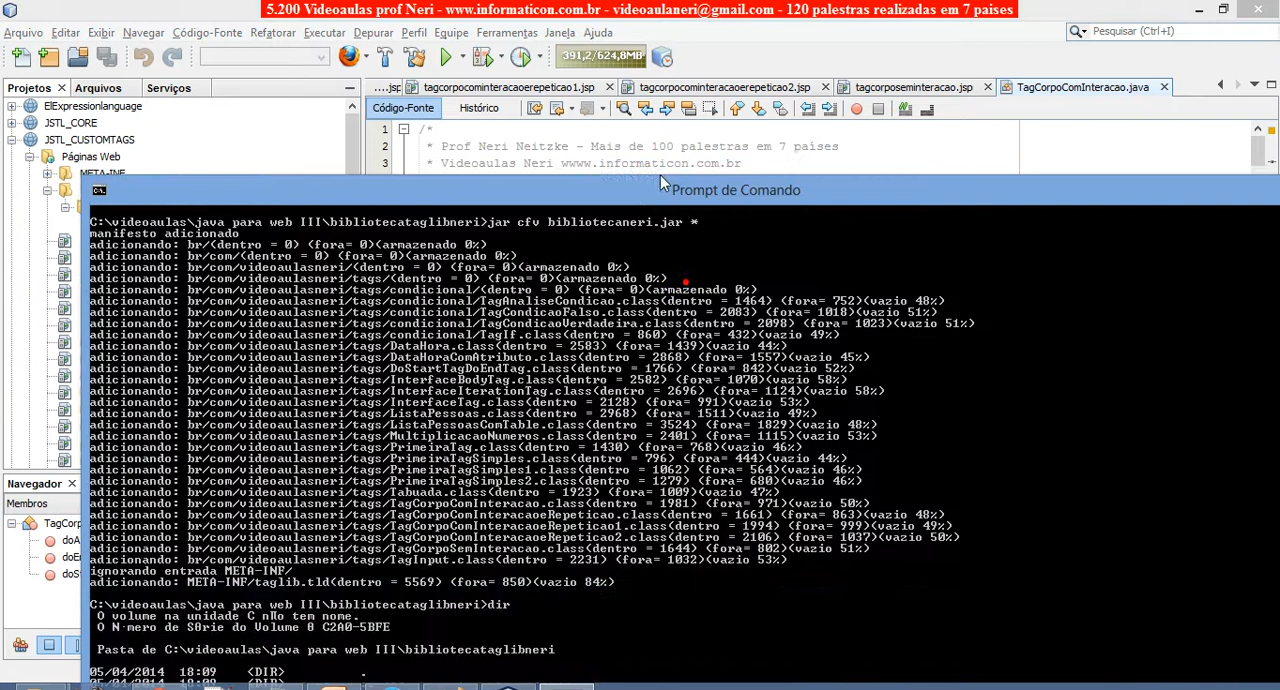 5.200 Videoaulas prof Neri - www.informaticon.com.br - videoaulaneri@gmail.com - 120 palestras realizadas em 7 paises
Arquivo Editar Exibir Navegar Código-Fonte Refatorar Executar Depurar Perfil Equipe Ferramentas Janela Ajuda
Pesquisar (Ctrl+I)
391,2/624,8MB
Projetos Arquivos Serviços
....jsp tagcorpocominteracaoerepeticao1.jsp tagcorpocominteracaoerepeticao2.jsp tagcorposeminteracao.jsp TagCorpoComInteracao.java
ElExpressionlanguage
JSTL_CORE
JSTL_CUSTOMTAGS
Páginas Web
META-INF
Código-Fonte Histórico
1 /*
2 * Prof Neri Neitzke - Mais de 100 palestras em 7 países
3 * Videoaulas Neri wwww.informaticon.com.br
Navegador
Membros
TagCorp
doA
doE
doS
C:\. Prompt de Comando
C:\videoaulas\java para web III\bibliotecataglibneri>jar cfv bibliotecaneri.jar *
manifesto adicionado
adicionando: br/(dentro = 0) (fora= 0)(armazenado 0%)
adicionando: br/com/(dentro = 0) (fora= 0)(armazenado 0%)
adicionando: br/com/videoaulasneri/(dentro = 0) (fora= 0)(armazenado 0%)
adicionando: br/com/videoaulasneri/tags/(dentro = 0) (fora= 0)(armazenado 0%)
adicionando: br/com/videoaulasneri/tags/condicional/(dentro = 0) (fora= 0)(armazenado 0%)
adicionando: br/com/videoaulasneri/tags/condicional/TagAnaliseCondicao.class(dentro = 1464) (fora= 752)(vazio 48%)
adicionando: br/com/videoaulasneri/tags/condicional/TagCondicaoFalso.class(dentro = 2083) (fora= 1018)(vazio 51%)
adicionando: br/com/videoaulasneri/tags/condicional/TagCondicaoVerdadeira.class(dentro = 2098) (fora= 1023)(vazio 51%)
adicionando: br/com/videoaulasneri/tags/condicional/TagIf.class(dentro = 860) (fora= 432)(vazio 49%)
adicionando: br/com/videoaulasneri/tags/DataHora.class(dentro = 2583) (fora= 1439)(vazio 44%)
adicionando: br/com/videoaulasneri/tags/DataHoraComAtributo.class(dentro = 2868) (fora= 1557)(vazio 45%)
adicionando: br/com/videoaulasneri/tags/DoStartTagDoEndTag.class(dentro = 1766) (fora= 842)(vazio 52%)
adicionando: br/com/videoaulasneri/tags/InterfaceBodyTag.class(dentro = 2582) (fora= 1070)(vazio 58%)
adicionando: br/com/videoaulasneri/tags/InterfaceIterationTag.class(dentro = 2696) (fora= 1124)(vazio 58%)
adicionando: br/com/videoaulasneri/tags/InterfaceTag.class(dentro = 2128) (fora= 991)(vazio 53%)
adicionando: br/com/videoaulasneri/tags/ListaPessoas.class(dentro = 2968) (fora= 1511)(vazio 49%)
adicionando: br/com/videoaulasneri/tags/ListaPessoasComTable.class(dentro = 3524) (fora= 1829)(vazio 48%)
adicionando: br/com/videoaulasneri/tags/MultiplicacaoNumeros.class(dentro = 2401) (fora= 1115)(vazio 53%)
adicionando: br/com/videoaulasneri/tags/PrimeiraTag.class(dentro = 1430) (fora= 768)(vazio 46%)
adicionando: br/com/videoaulasneri/tags/PrimeiraTagSimples.class(dentro = 796) (fora= 444)(vazio 44%)
adicionando: br/com/videoaulasneri/tags/PrimeiraTagSimples1.class(dentro = 1062) (fora= 564)(vazio 46%)
adicionando: br/com/videoaulasneri/tags/PrimeiraTagSimples2.class(dentro = 1279) (fora= 680)(vazio 46%)
adicionando: br/com/videoaulasneri/tags/Tabuada.class(dentro = 1923) (fora= 1009)(vazio 47%)
adicionando: br/com/videoaulasneri/tags/TagCorpoComInteracao.class(dentro = 1981) (fora= 971)(vazio 50%)
adicionando: br/com/videoaulasneri/tags/TagCorpoComInteracaoeRepeticao.class(dentro = 1661) (fora= 863)(vazio 48%)
adicionando: br/com/videoaulasneri/tags/TagCorpoComInteracaoeRepeticao1.class(dentro = 1994) (fora= 999)(vazio 49%)
adicionando: br/com/videoaulasneri/tags/TagCorpoComInteracaoeRepeticao2.class(dentro = 2106) (fora= 1037)(vazio 50%)
adicionando: br/com/videoaulasneri/tags/TagCorpoSemInteracao.class(dentro = 1644) (fora= 802)(vazio 51%)
adicionando: br/com/videoaulasneri/tags/TagInput.class(dentro = 2231) (fora= 1032)(vazio 53%)
ignorando entrada META-INF/
adicionando: META-INF/taglib.tld(dentro = 5569) (fora= 850)(vazio 84%)
C:\videoaulas\java para web III\bibliotecataglibneri>dir
O volume na unidade C não tem nome.
O Número de Série do Volume é C2A0-5BFE
Pasta de C:\videoaulas\java para web III\bibliotecataglibneri
05/04/2014 18:09 <DIR> .